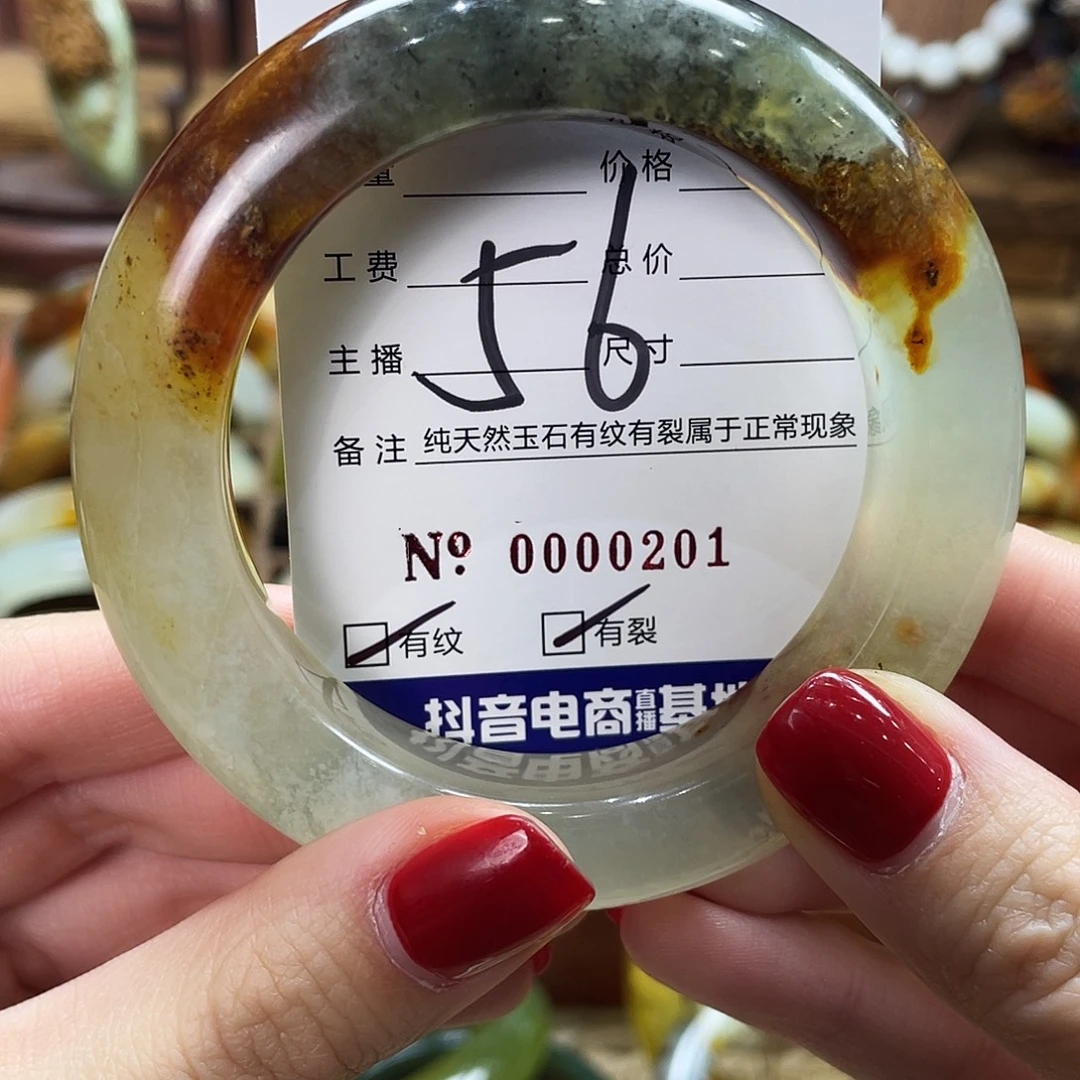 价格
工费 总价
56
主播 尺寸
备注 纯天然玉石有纹有裂属于正常现象
Nº 0000201
有纹 有裂
抖音电商直播基地